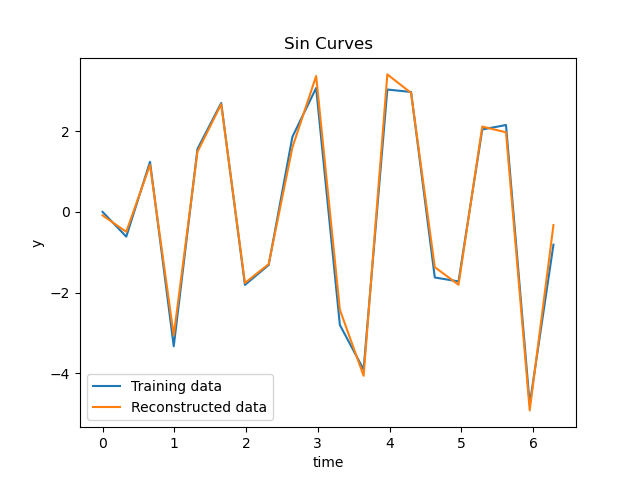 Sin Curves
y
2
0
−2
−4
Training data
Reconstructed data
0 1 2 3 4 5 6
time